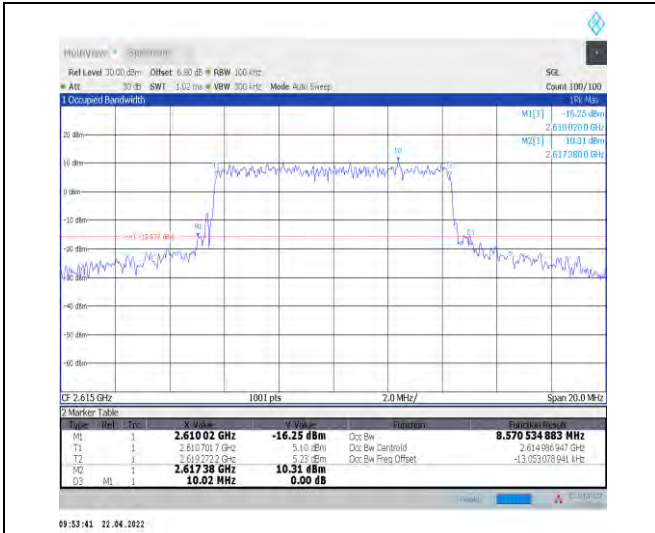 MultiView Spectrum
Ref Level 30.00 dBm Offset 6.80 dB RBW 100 kHz SGL
Att 30 dB SWT 1.02 ms VBW 300 kHz Mode Auto Sweep Count 100/100
1 Occupied Bandwidth 1Pk Max
M1[1] -16.25 dBm
2.610020 0 GHz
M2[1] 10.31 dBm
2.617380 0 GHz
20 dBm
10 dBm
0 dBm
-10 dBm
-20 dBm
-30 dBm
-40 dBm
-50 dBm
-60 dBm
M2
M1
D3
CF 2.615 GHz 1001 pts 2.0 MHz/ Span 20.0 MHz
2 Marker Table
Type Ref Trc X-Value Y-Value Function Function Result
M1 1 2.610 02 GHz -16.25 dBm Occ Bw 8.570 534 883 MHz
T1 1 2.6107017 GHz 5.10 dBm Occ Bw Centroid 2.614 986 947 GHz
T2 1 2.619272 2 GHz 5.23 dBm Occ Bw Freq Offset -13.053 078 941 kHz
M2 1 2.617 38 GHz 10.31 dBm
D3 M1 1 10.02 MHz 0.00 dB
09:53:41 22.04.2022